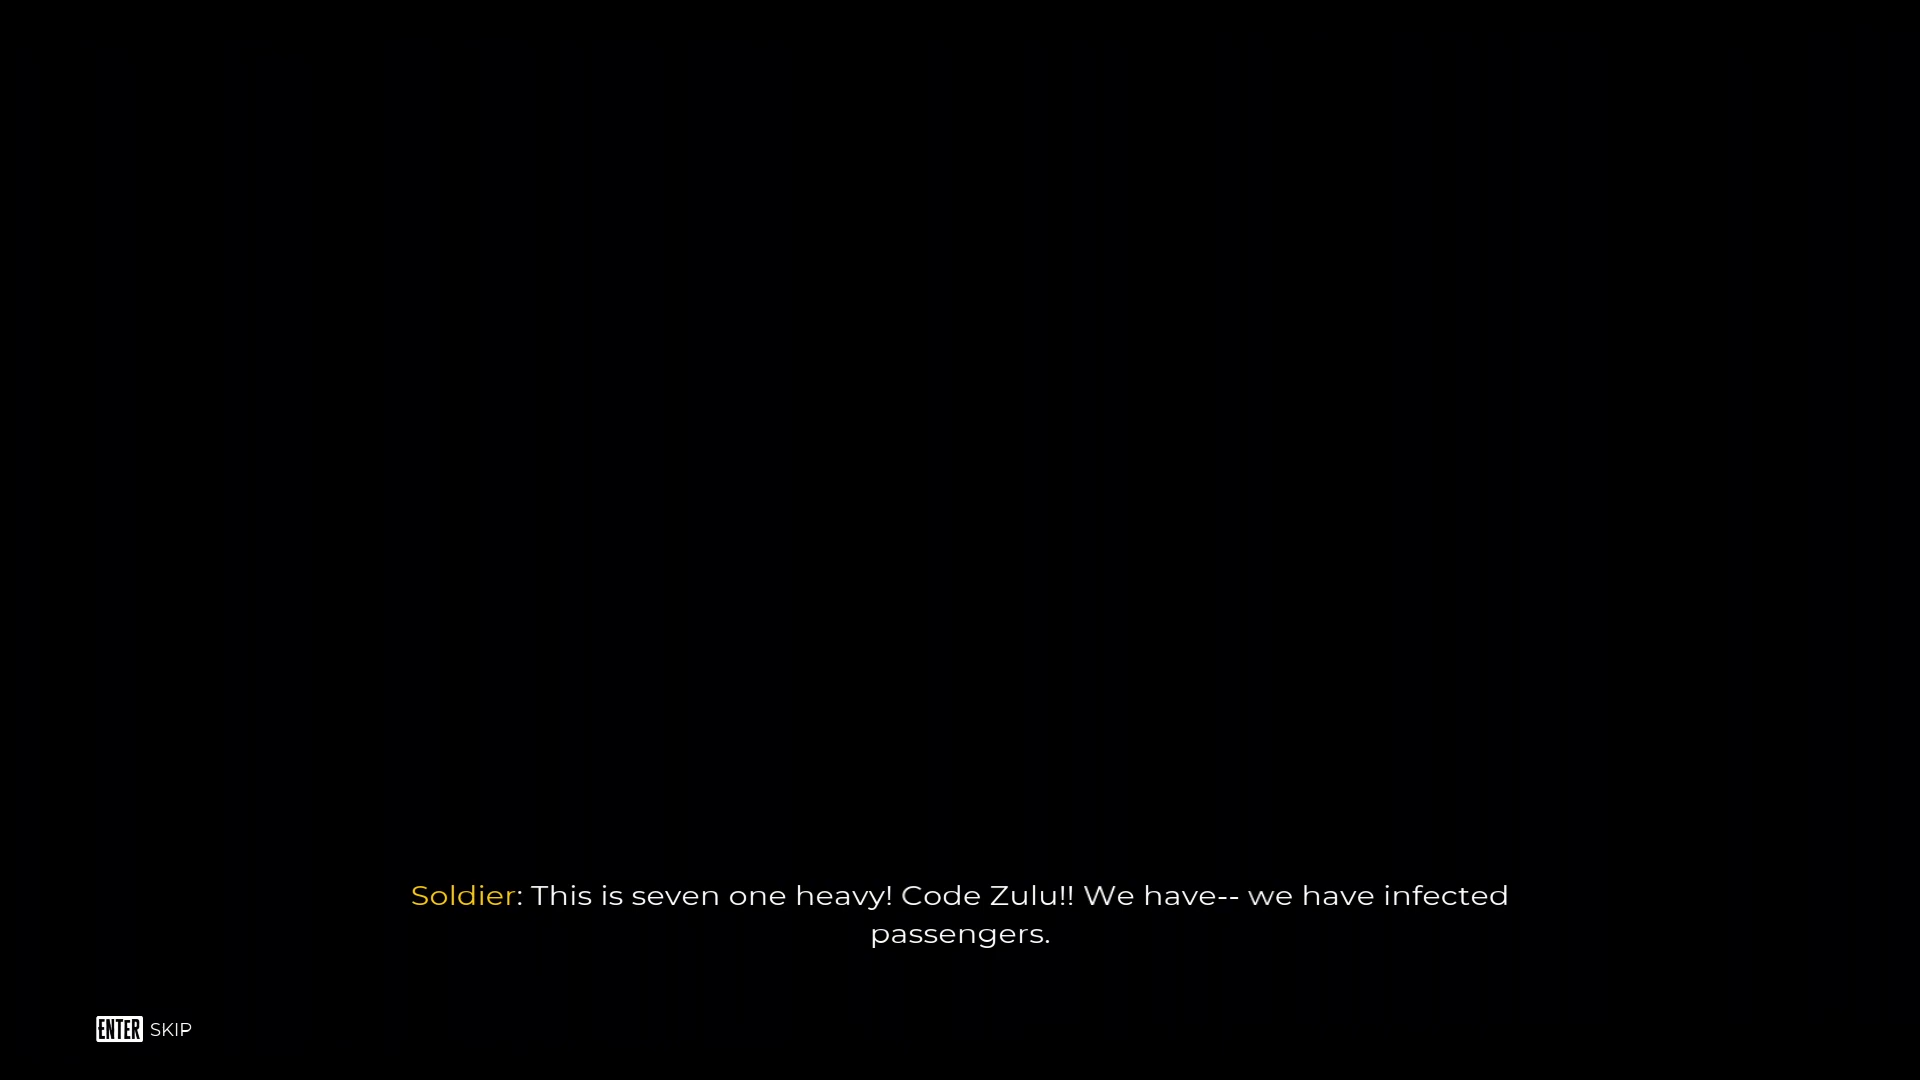 Soldier: This is seven one heavy! Code Zulu!! We have-- we have infected
passengers.
ENTER SKIP